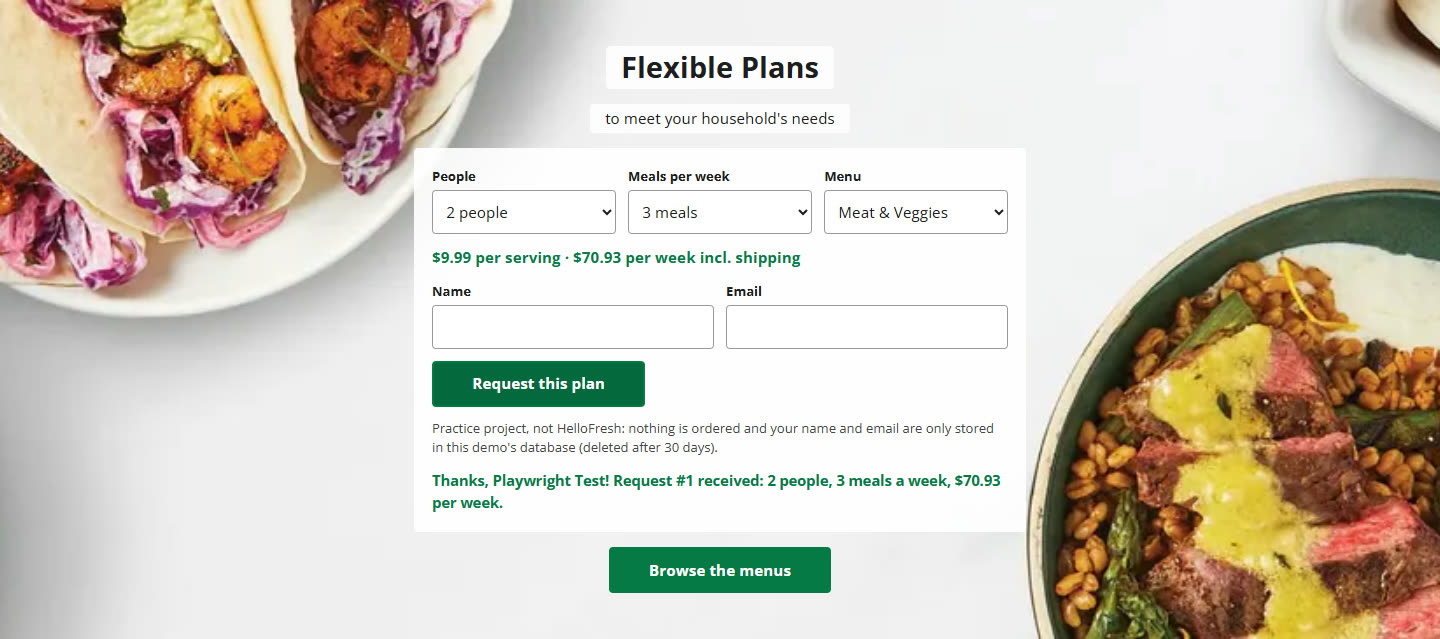 Flexible Plans
to meet your household's needs
People
Meals per week
Menu
2 people
3 meals
Meat & Veggies
$9.99 per serving · $70.93 per week incl. shipping
Name
Email
Request this plan
Practice project, not HelloFresh: nothing is ordered and your name and email are only stored
in this demo's database (deleted after 30 days).
Thanks, Playwright Test! Request #1 received: 2 people, 3 meals a week, $70.93
per week.
Browse the menus